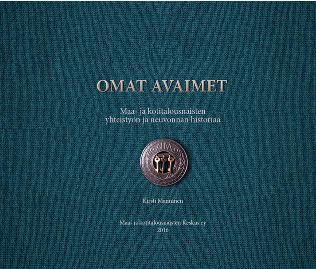 OMAT AVAIMET
Maa- ja kotitalousnaisten
yhteistyön ja neuvonnan historiaa
Kirsti Manninen
Maa- ja kotitalousnaisten Keskus ry
2016